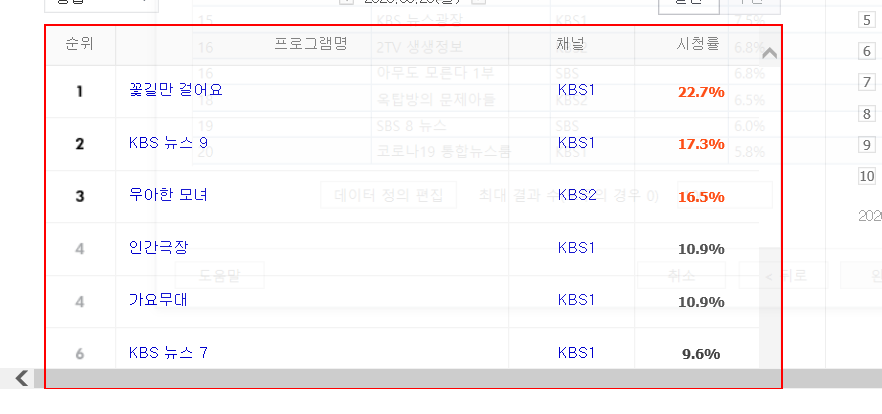 2020.03.23(월)
순위 프로그램명 채널 시청률
1 꽃길만 걸어요 KBS1 22.7%
2 KBS 뉴스 9 KBS1 17.3%
3 우아한 모녀 KBS2 16.5%
4 인간극장 KBS1 10.9%
4 가요무대 KBS1 10.9%
6 KBS 뉴스 7 KBS1 9.6%
15 KBS 뉴스광장 KBS1 7.5%
16 2TV 생생정보 6.8%
16 아무도 모른다 1부 SBS 6.8%
18 옥탑방의 문제아들 KBS2 6.5%
19 SBS 8 뉴스 SBS 6.0%
20 코로나19 통합뉴스룸 KBS1 5.8%
데이터 정의 편집 최대 결과 수 경우 0)
도움말 취소 < 뒤로
5
6
7
8
9
10